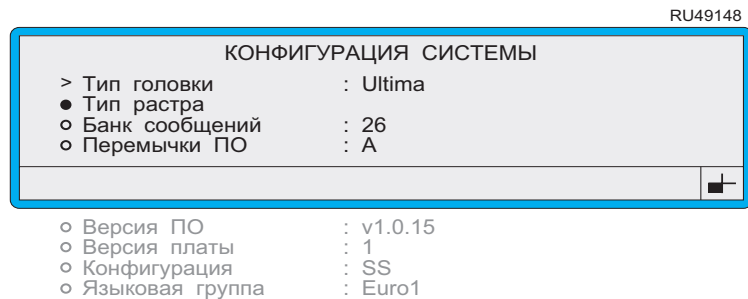 RU49148
КОНФИГУРАЦИЯ СИСТЕМЫ
> Тип головки : Ultima
● Тип растра
○ Банк сообщений : 26
○ Перемычки ПО : A
○ Версия ПО : v1.0.15
○ Версия платы : 1
○ Конфигурация : SS
○ Языковая группа : Euro1